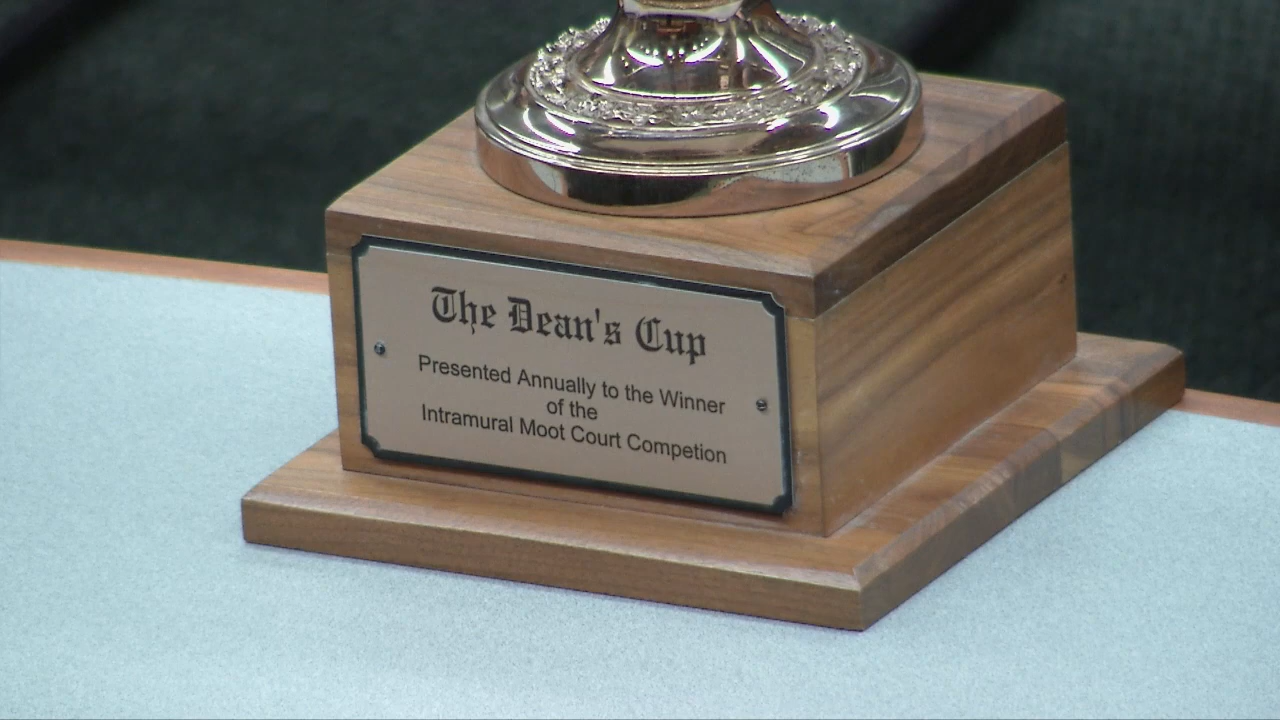 The Dean's Cup
Presented Annually to the Winner
of the
Intramural Moot Court Competion